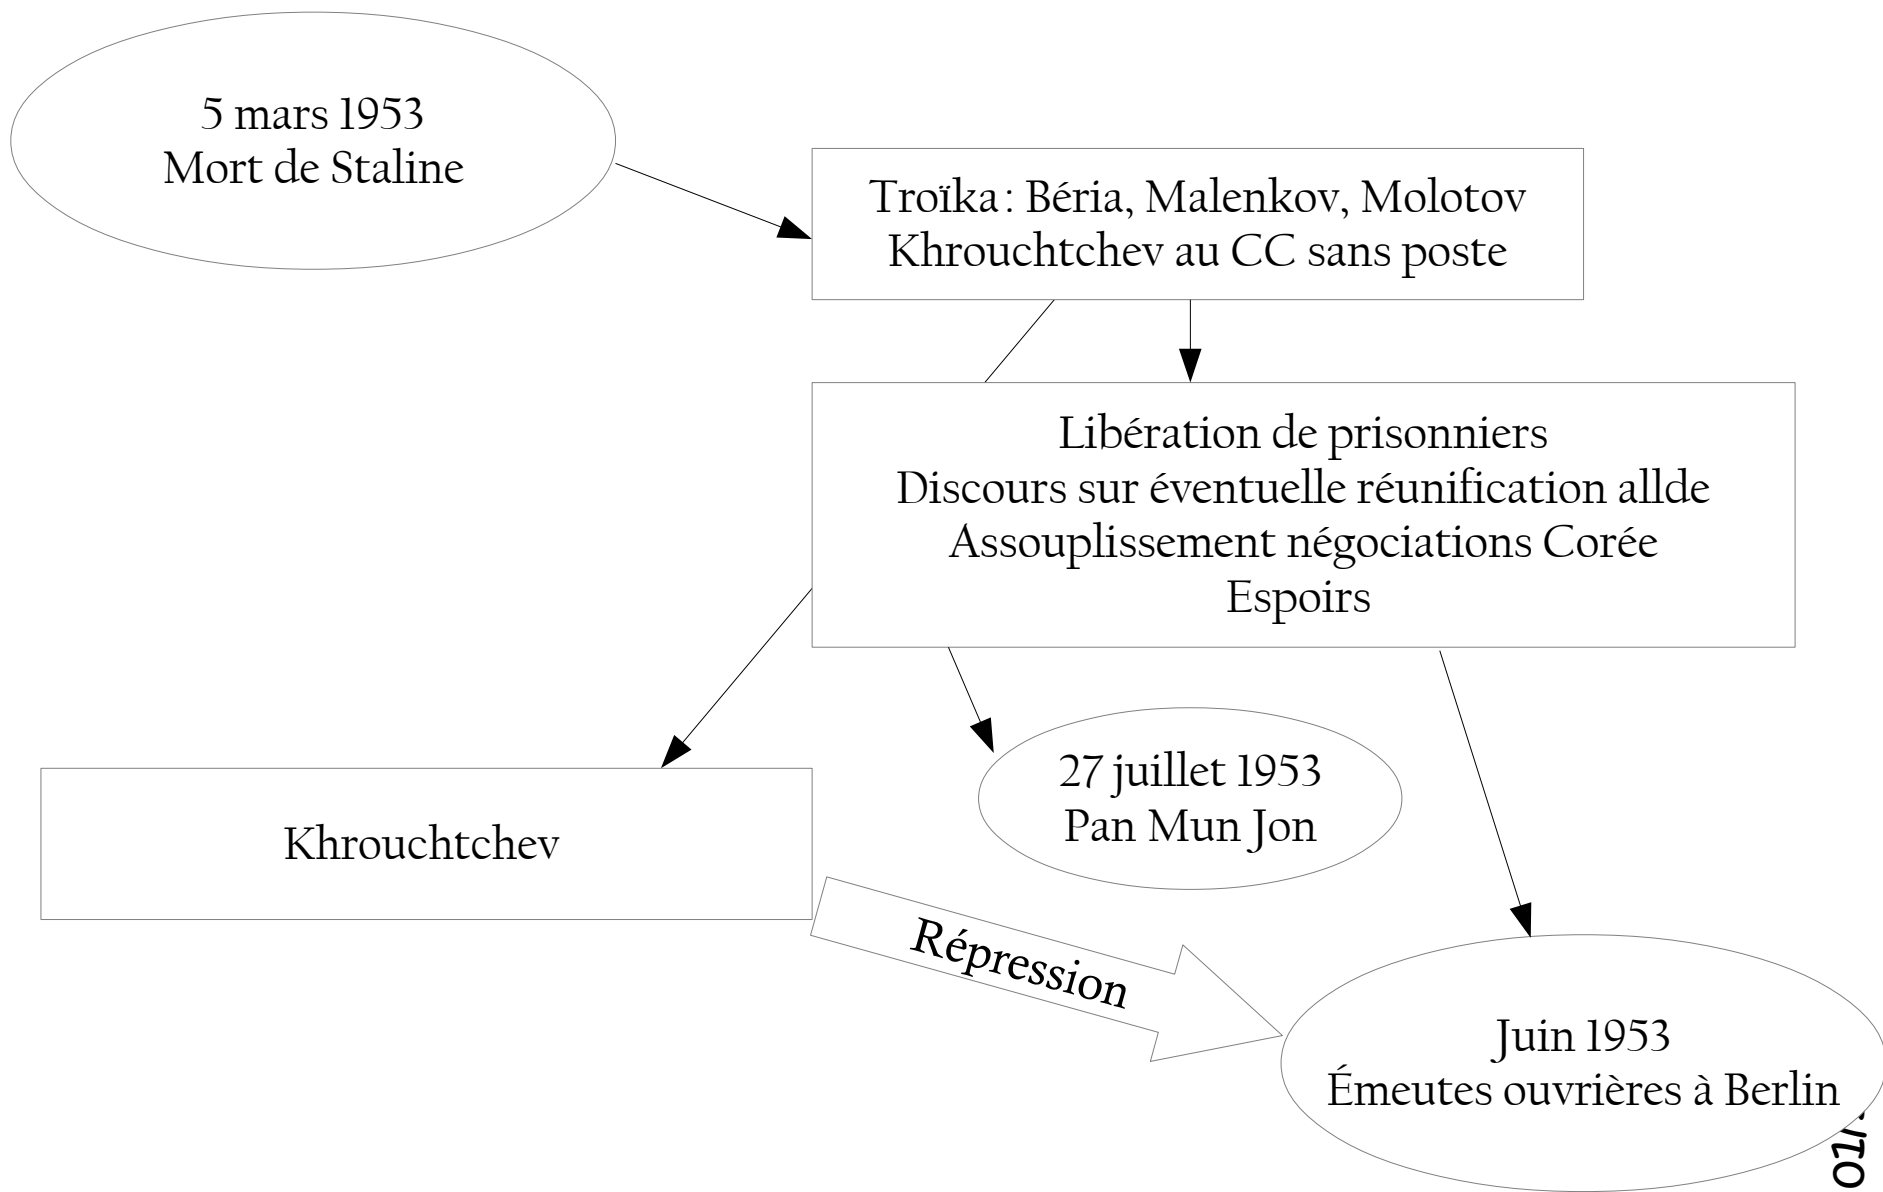 5 mars 1953
Mort de Staline
Troïka : Béria, Malenkov, Molotov
Khrouchtchev au CC sans poste
Libération de prisonniers
Discours sur éventuelle réunification allde
Assouplissement négociations Corée
Espoirs
27 juillet 1953
Pan Mun Jon
Khrouchtchev
Répression
Juin 1953
Émeutes ouvrières à Berlin